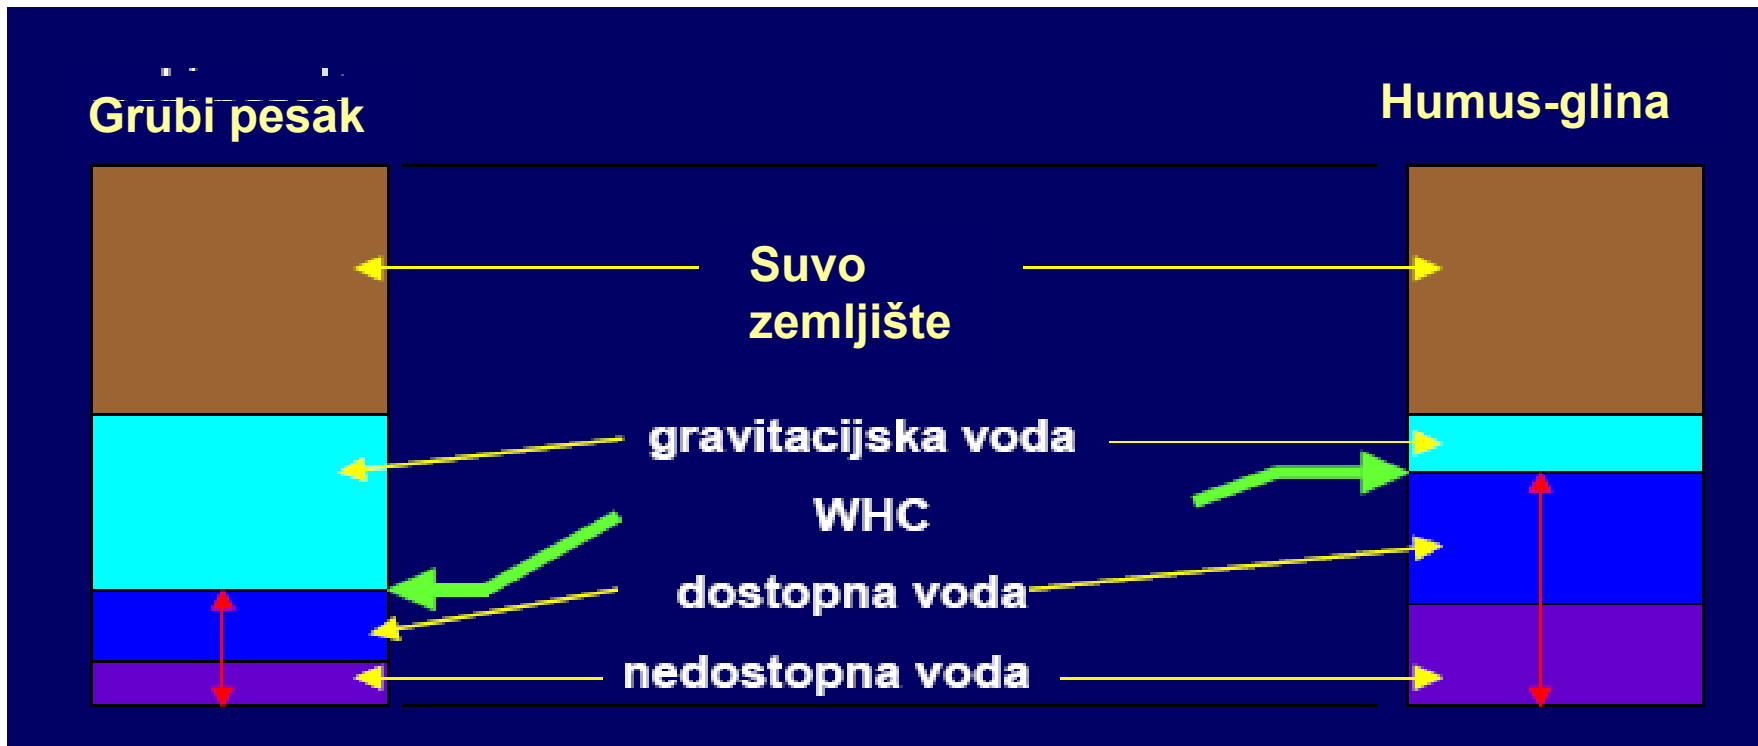 Grubi pesak
Humus-glina
Suvo
zemljište
gravitacijska voda
WHC
dostopna voda
nedostopna voda